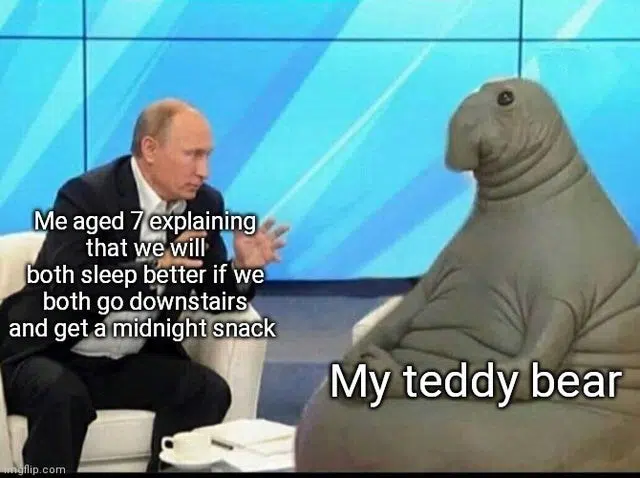 Me aged 7 explaining
that we will
both sleep better if we
both go downstairs
and get a midnight snack
My teddy bear
imgflip.com